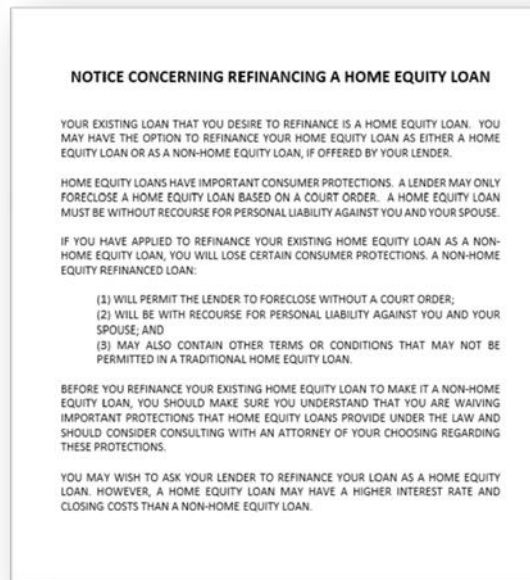 NOTICE CONCERNING REFINANCING A HOME EQUITY LOAN
YOUR EXISTING LOAN THAT YOU DESIRE TO REFINANCE IS A HOME EQUITY LOAN. YOU
MAY HAVE THE OPTION TO REFINANCE YOUR HOME EQUITY LOAN AS EITHER A HOME
EQUITY LOAN OR AS A NON-HOME EQUITY LOAN, IF OFFERED BY YOUR LENDER.
HOME EQUITY LOANS HAVE IMPORTANT CONSUMER PROTECTIONS. A LENDER MAY ONLY
FORECLOSE A HOME EQUITY LOAN BASED ON A COURT ORDER. A HOME EQUITY LOAN
MUST BE WITHOUT RECOURSE FOR PERSONAL LIABILITY AGAINST YOU AND YOUR SPOUSE.
IF YOU HAVE APPLIED TO REFINANCE YOUR EXISTING HOME EQUITY LOAN AS A NON-
HOME EQUITY LOAN, YOU WILL LOSE CERTAIN CONSUMER PROTECTIONS. A NON-HOME
EQUITY REFINANCED LOAN:
(1) WILL PERMIT THE LENDER TO FORECLOSE WITHOUT A COURT ORDER;
(2) WILL BE WITH RECOURSE FOR PERSONAL LIABILITY AGAINST YOU AND YOUR
SPOUSE; AND
(3) MAY ALSO CONTAIN OTHER TERMS OR CONDITIONS THAT MAY NOT BE
PERMITTED IN A TRADITIONAL HOME EQUITY LOAN.
BEFORE YOU REFINANCE YOUR EXISTING HOME EQUITY LOAN TO MAKE IT A NON-HOME
EQUITY LOAN, YOU SHOULD MAKE SURE YOU UNDERSTAND THAT YOU ARE WAIVING
IMPORTANT PROTECTIONS THAT HOME EQUITY LOANS PROVIDE UNDER THE LAW AND
SHOULD CONSIDER CONSULTING WITH AN ATTORNEY OF YOUR CHOOSING REGARDING
THESE PROTECTIONS.
YOU MAY WISH TO ASK YOUR LENDER TO REFINANCE YOUR LOAN AS A HOME EQUITY
LOAN. HOWEVER, A HOME EQUITY LOAN MAY HAVE A HIGHER INTEREST RATE AND
CLOSING COSTS THAN A NON-HOME EQUITY LOAN.